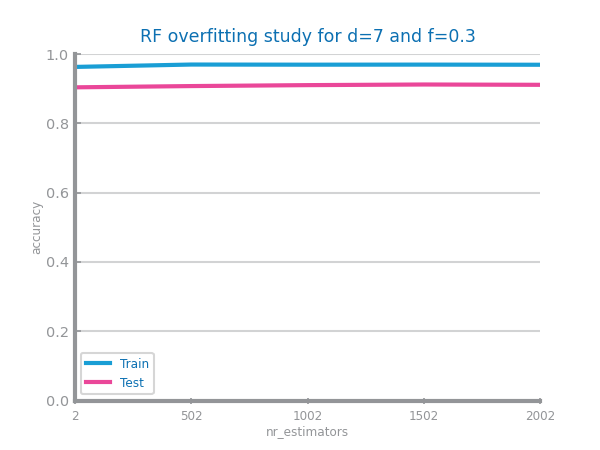 RF overfitting study for d=7 and f=0.3
1.0
0.8
0.6
0.4
0.2
0.0
accuracy
Train
Test
2 502 1002 1502 2002
nr_estimators